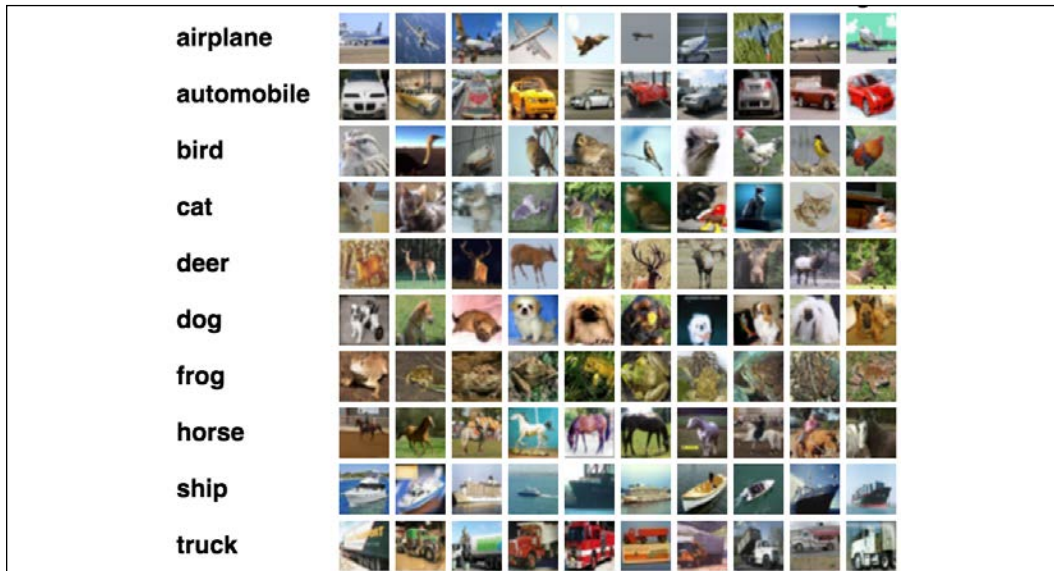 airplane
automobile
bird
cat
deer
dog
frog
horse
ship
truck